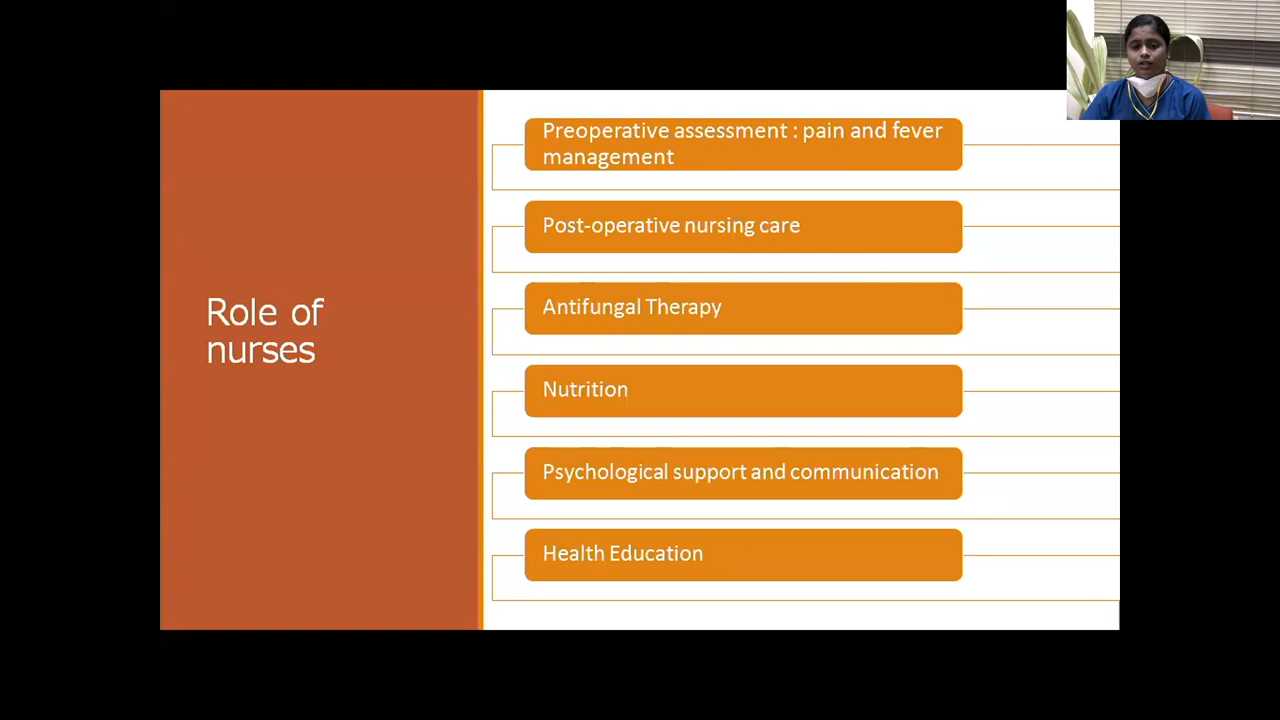 Role of
nurses
Preoperative assessment : pain and fever
management
Post-operative nursing care
Antifungal Therapy
Nutrition
Psychological support and communication
Health Education